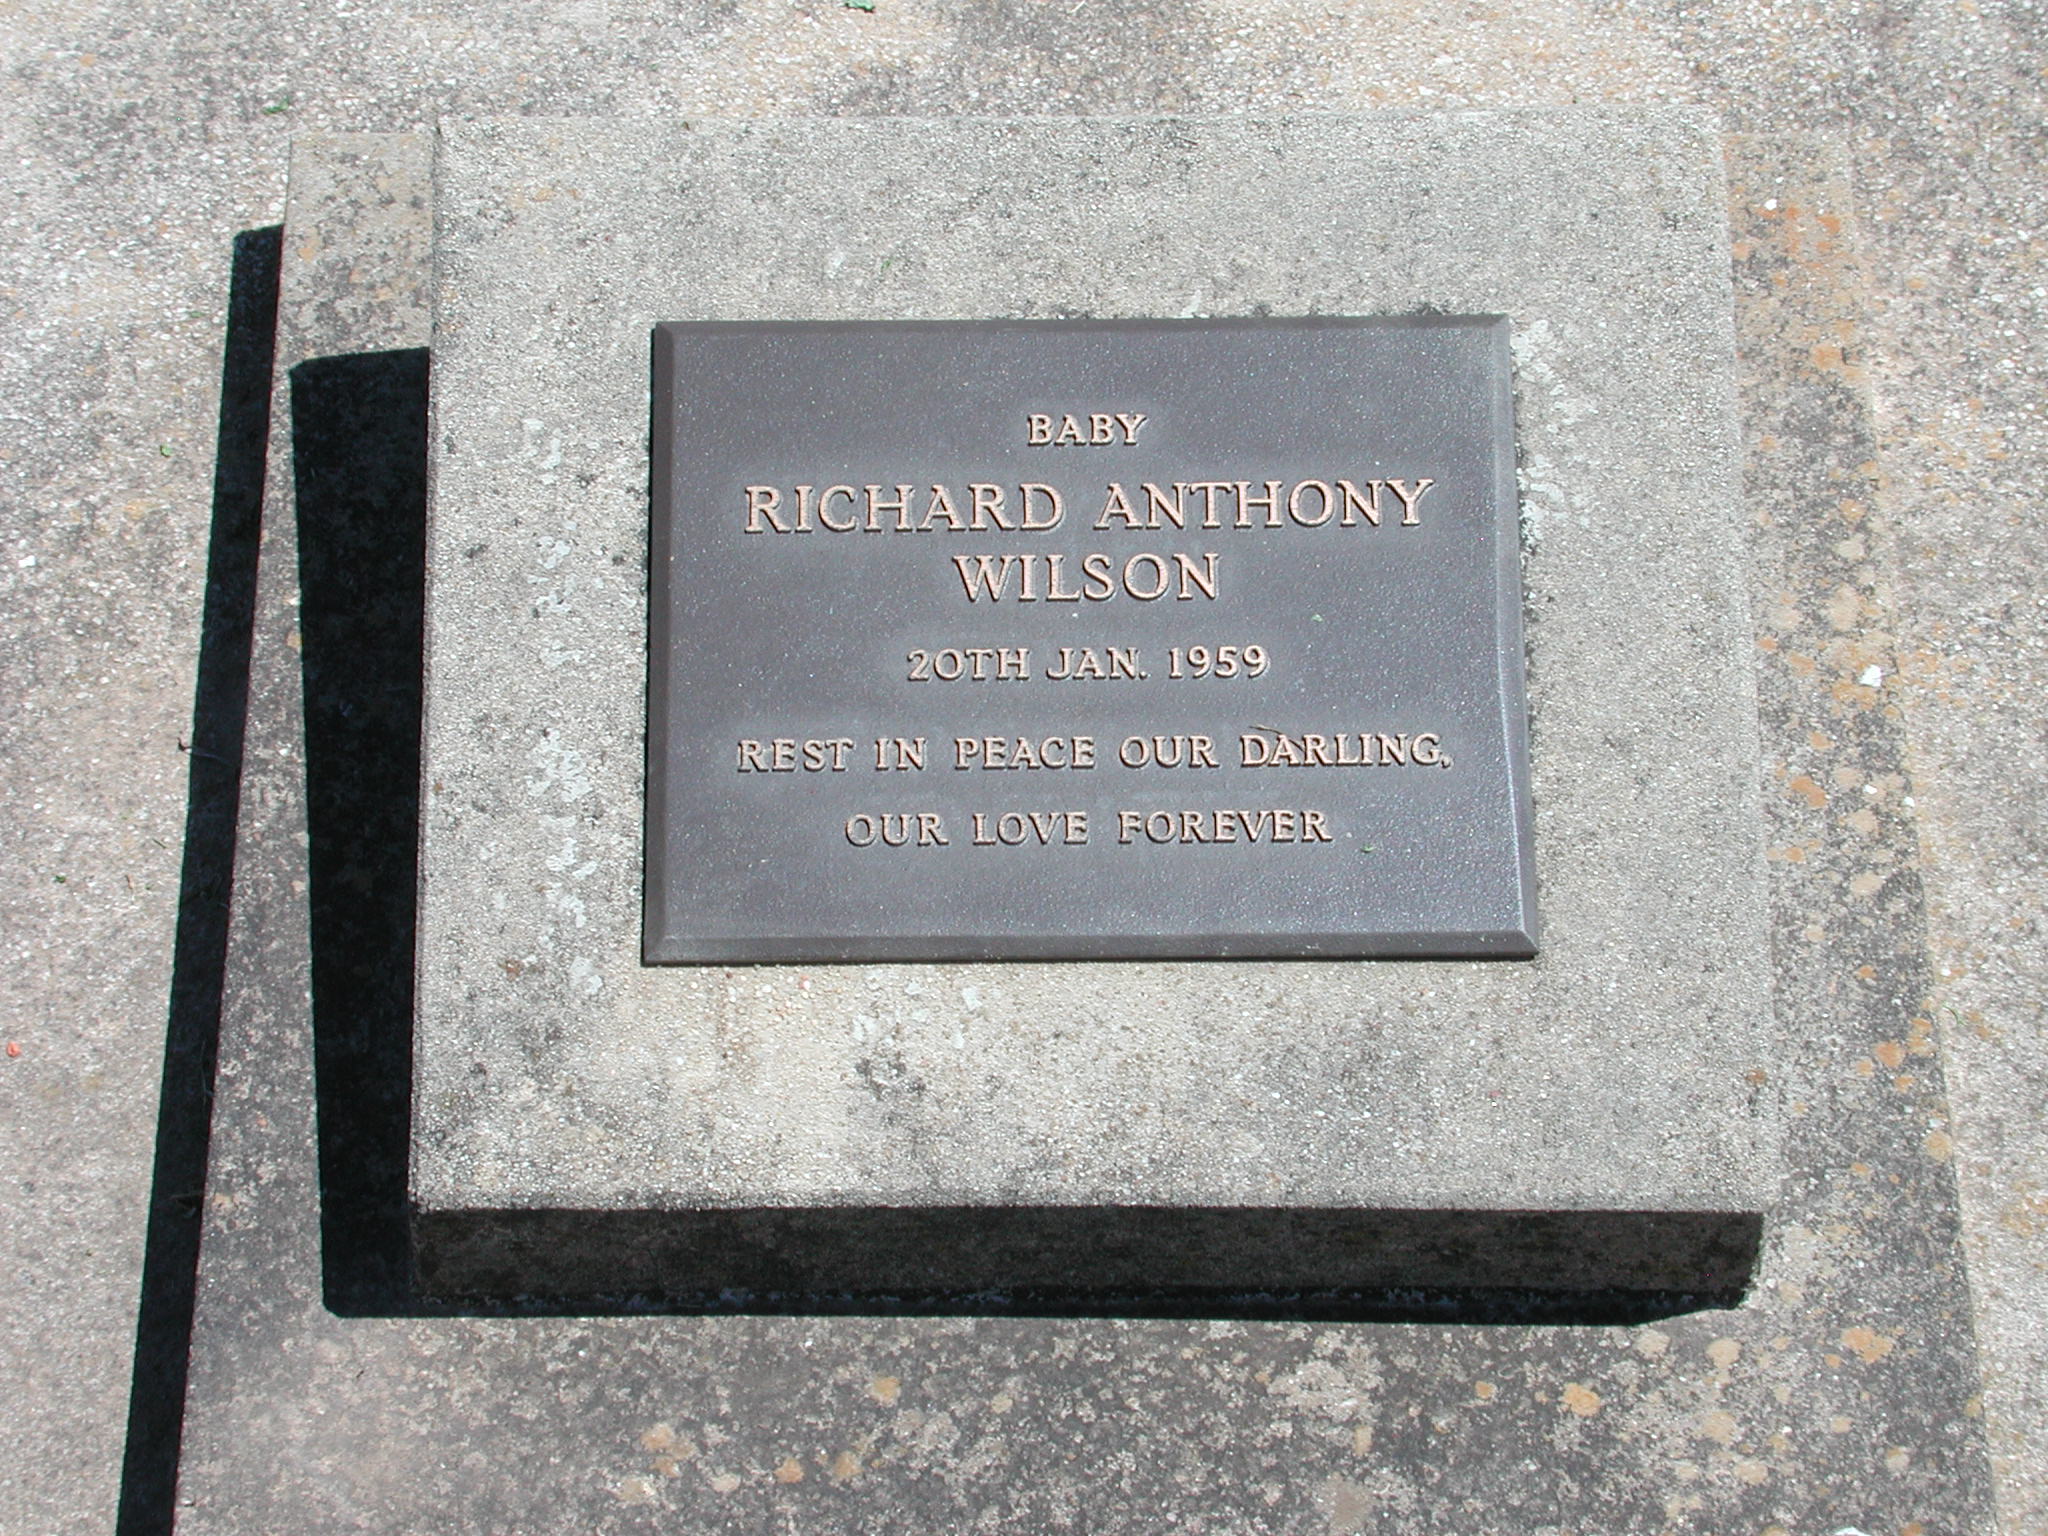 BABY
RICHARD ANTHONY
WILSON
20TH JAN. 1959
REST IN PEACE OUR DARLING,
OUR LOVE FOREVER